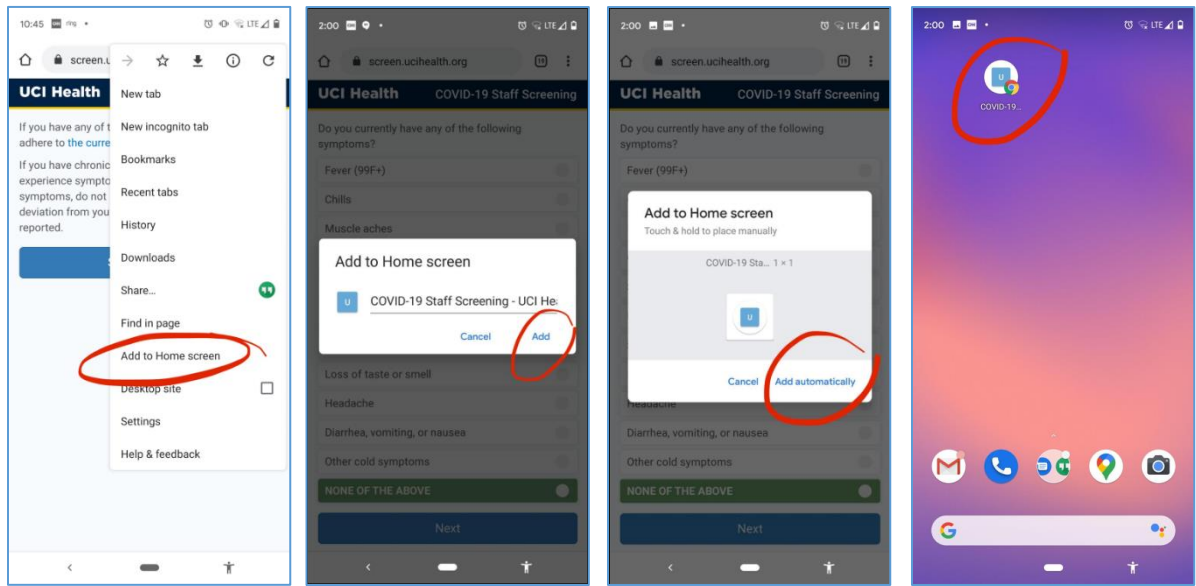 10:45 ring • LTE
screen.u
UCI Health
If you have any of t
adhere to the curre
If you have chronic
experience sympto
symptoms, do not
deviation from you
reported.
New tab
New incognito tab
Bookmarks
Recent tabs
History
Downloads
Share...
Find in page
Add to Home screen
Desktop site
Settings
Help & feedback
2:00 • LTE
screen.ucihealth.org
UCI Health COVID-19 Staff Screening
Do you currently have any of the following
symptoms?
Fever (99F+)
Chills
Muscle aches
Add to Home screen
U COVID-19 Staff Screening - UCI He
Cancel Add
Loss of taste or smell
Headache
Diarrhea, vomiting, or nausea
Other cold symptoms
NONE OF THE ABOVE
Next
2:00 • LTE
screen.ucihealth.org
UCI Health COVID-19 Staff Screening
Do you currently have any of the following
symptoms?
Fever (99F+)
Add to Home screen
Touch & hold to place manually
COVID-19 Sta... 1 × 1
U
Cancel Add automatically
Headache
Diarrhea, vomiting, or nausea
Other cold symptoms
NONE OF THE ABOVE
Next
2:00 • LTE
U
COVID-19...
G